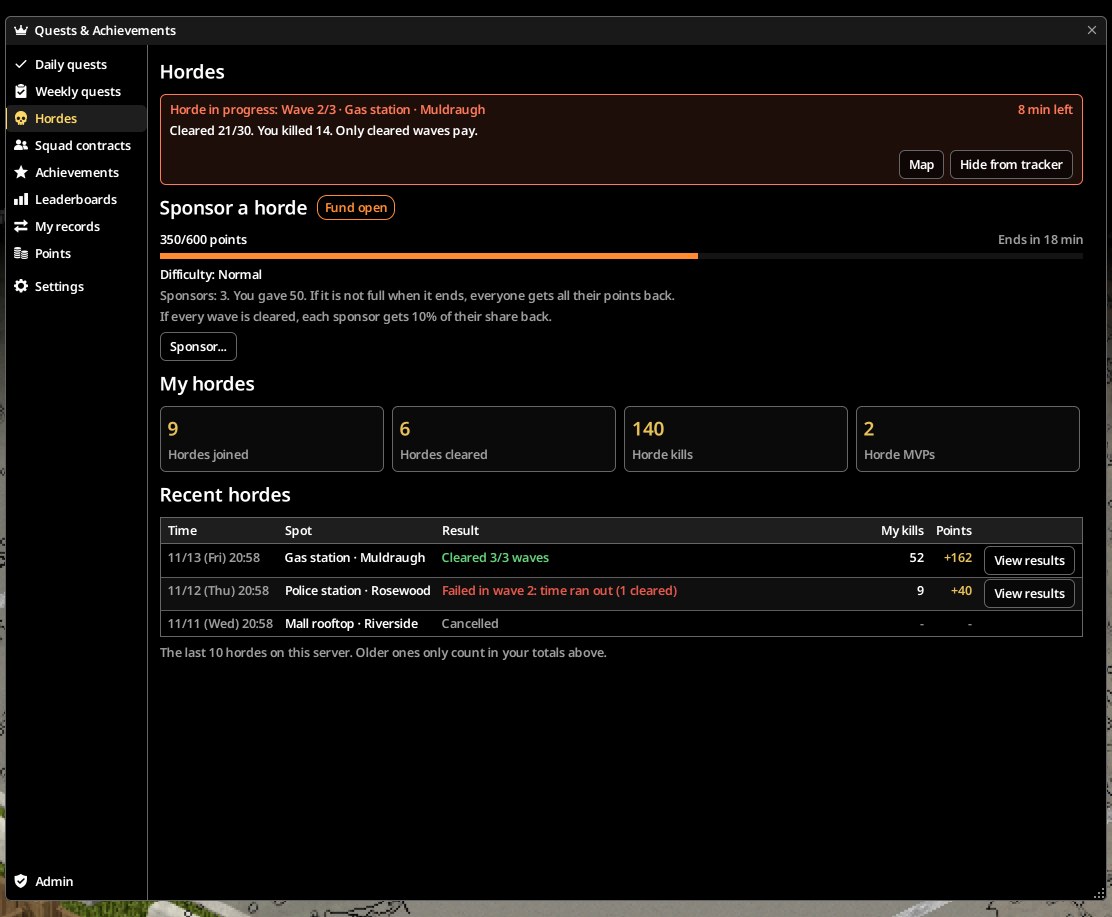 Quests & Achievements
Daily quests
Weekly quests
Hordes
Squad contracts
Achievements
Leaderboards
My records
Points
Settings
Admin
Hordes
Horde in progress: Wave 2/3 · Gas station · Muldraugh
8 min left
Cleared 21/30. You killed 14. Only cleared waves pay.
Map
Hide from tracker
Sponsor a horde
Fund open
350/600 points
Ends in 18 min
Difficulty: Normal
Sponsors: 3. You gave 50. If it is not full when it ends, everyone gets all their points back.
If every wave is cleared, each sponsor gets 10% of their share back.
Sponsor...
My hordes
9
Hordes joined
6
Hordes cleared
140
Horde kills
2
Horde MVPs
Recent hordes
Time Spot Result My kills Points
11/13 (Fri) 20:58 Gas station · Muldraugh Cleared 3/3 waves 52 +162 View results
11/12 (Thu) 20:58 Police station · Rosewood Failed in wave 2: time ran out (1 cleared) 9 +40 View results
11/11 (Wed) 20:58 Mall rooftop · Riverside Cancelled - -
The last 10 hordes on this server. Older ones only count in your totals above.